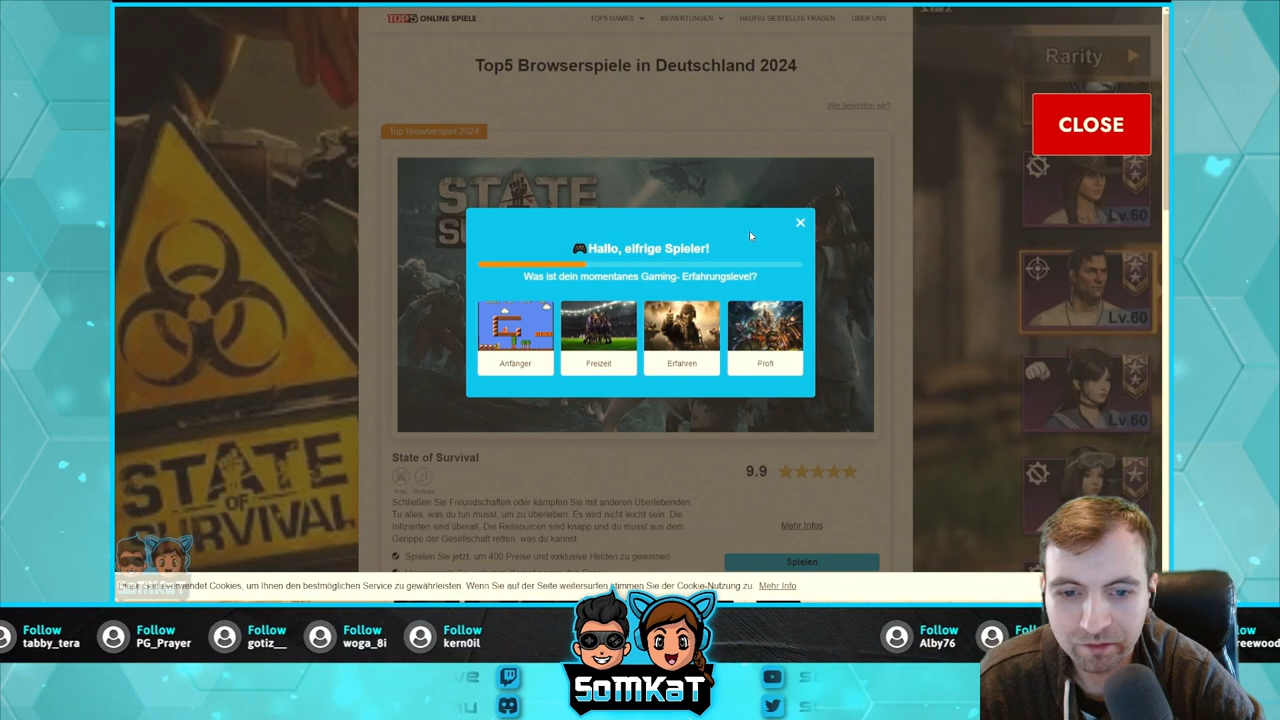 TOP5 ONLINE SPIELE
TOP5 GAMES
BEWERTUNGEN
HÄUFIG GESTELLTE FRAGEN
ÜBER UNS
Top5 Browserspiele in Deutschland 2024
Wie bewerten wir?
Top Browserspiel 2024
Rarity
CLOSE
STATE
Lv.60
Lv.60
Lv.60
Hallo, eifrige Spieler!
Was ist dein momentanes Gaming- Erfahrungslevel?
Anfänger
Freizeit
Erfahren
Profi
STATE
OF
SURVIVAL
State of Survival
9.9
Schließen Sie Freundschaften oder kämpfen Sie mit anderen Überlebenden.
Tu alles, was du tun musst, um zu überleben. Es wird nicht leicht sein. Die
Infizierten sind überall. Die Ressourcen sind knapp und du musst aus dem
Gerippe der Gesellschaft retten, was du kannst
Mehr Infos
Spielen Sie jetzt, um 400 Preise und exklusive Helden zu gewinnen
Spielen
Diese Seite verwendet Cookies, um Ihnen den bestmöglichen Service zu gewährleisten. Wenn Sie auf der Seite weitersurfen stimmen Sie der Cookie-Nutzung zu. Mehr Info
SOMKAT
Follow
tabby_tera
Follow
PG_Prayer
Follow
gotiz__
Follow
woga_8i
Follow
kern0il
Follow
Alby76
SOMKAT